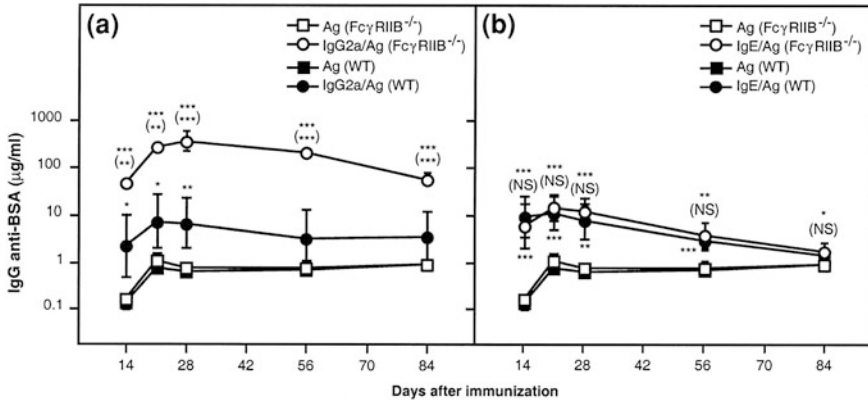 (a)
Ag (FcγRIIB-/-)
IgG2a/Ag (FcγRIIB-/-)
Ag (WT)
IgG2a/Ag (WT)
(b)
Ag (FcγRIIB-/-)
IgE/Ag (FcγRIIB-/-)
Ag (WT)
IgE/Ag (WT)
IgG anti-BSA (μg/ml)
1000
100
10
1
0.1
***
(**)
***
(**)
***
(***)
***
(***)
***
(***)
*
*
**
***
(NS)
***
(NS)
***
(NS)
**
(NS)
*
(NS)
***
***
**
***
14 28 42 56 70 84
14 28 42 56 70 84
Days after immunization